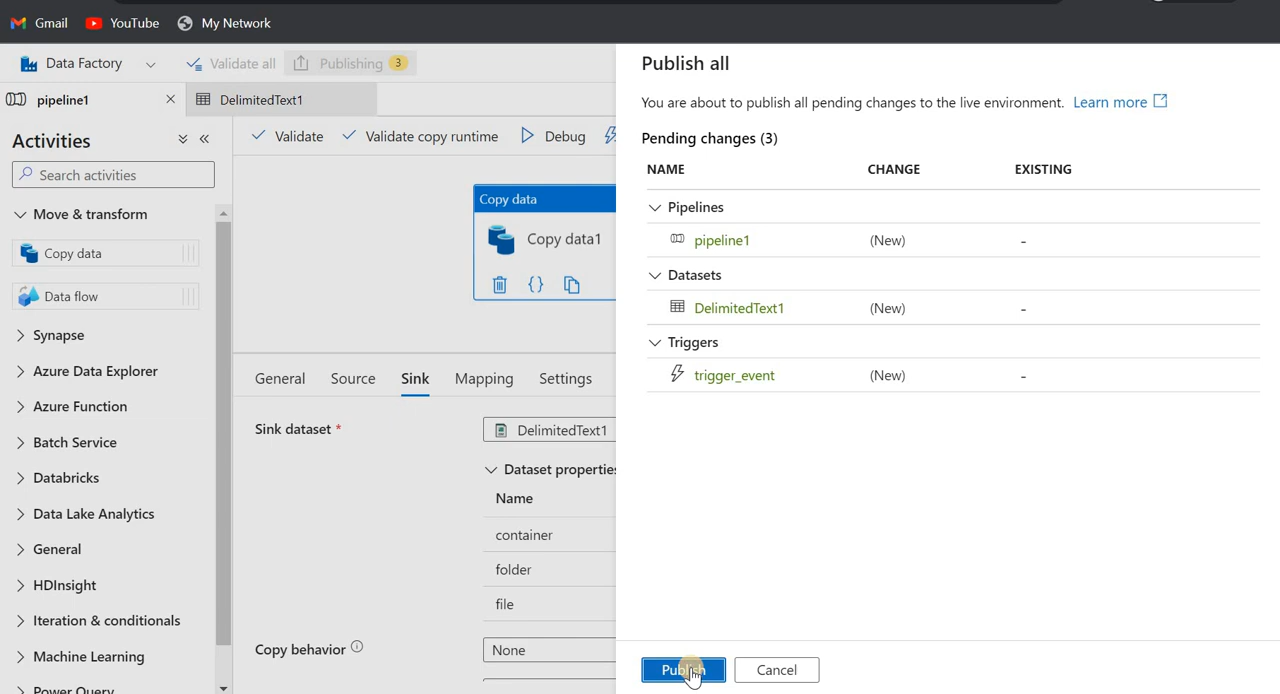 Gmail YouTube My Network
Data Factory Validate all Publishing 3
pipeline1 DelimitedText1
Activities
Search activities
Move & transform
Copy data
Data flow
Synapse
Azure Data Explorer
Azure Function
Batch Service
Databricks
Data Lake Analytics
General
HDInsight
Iteration & conditionals
Machine Learning
Power Query
Validate Validate copy runtime Debug
Copy data
Copy data1
General Source Sink Mapping Settings
Sink dataset *
DelimitedText1
Dataset properties
Name
container
folder
file
Copy behavior
None
Publish all
You are about to publish all pending changes to the live environment. Learn more
Pending changes (3)
NAME CHANGE EXISTING
Pipelines
pipeline1 (New) -
Datasets
DelimitedText1 (New) -
Triggers
trigger_event (New) -
Publish Cancel